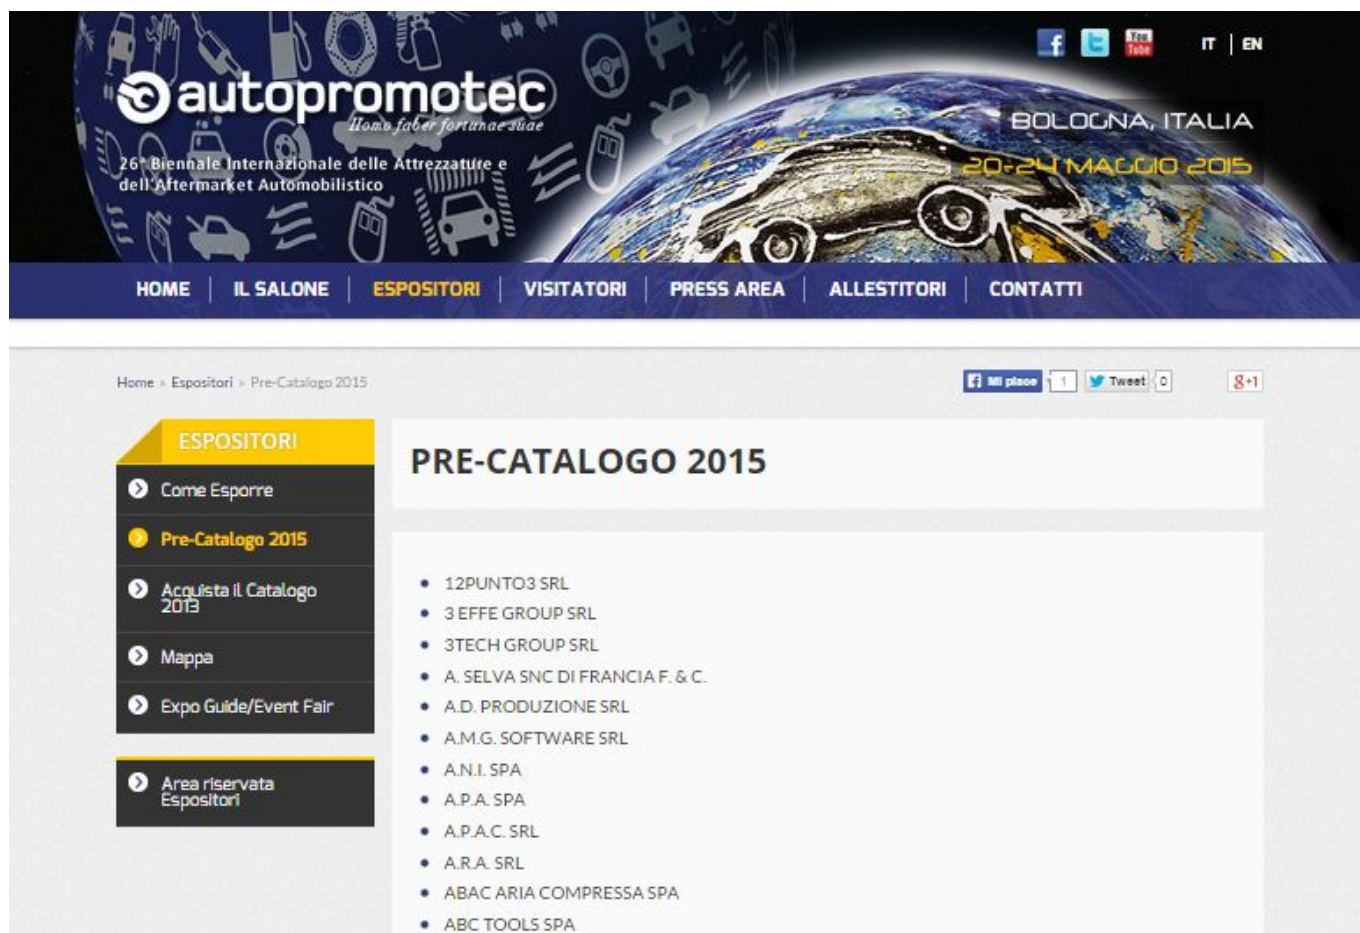 f
You
Tube
IT | EN
autopromotec
Homo faber fortunae suae
BOLOGNA, ITALIA
26ª Biennale Internazionale delle Attrezzature e
dell'Aftermarket Automobilistico
20-24 MAGGIO 2015
HOME | IL SALONE | ESPOSITORI | VISITATORI | PRESS AREA | ALLESTITORI | CONTATTI
Home » Espositori » Pre-Catalogo 2015
Mi piace 1 Tweet 0 g+1
ESPOSITORI
Come Esporre
Pre-Catalogo 2015
Acquista il Catalogo
2013
Mappa
Expo Guide/Event Fair
Area riservata
Espositori
PRE-CATALOGO 2015
12PUNTO3 SRL
3 EFFE GROUP SRL
3TECH GROUP SRL
A. SELVA SNC DI FRANCIA F. & C.
A.D. PRODUZIONE SRL
A.M.G. SOFTWARE SRL
A.N.I. SPA
A.P.A. SPA
A.P.A.C. SRL
A.R.A. SRL
ABAC ARIA COMPRESSA SPA
ABC TOOLS SPA